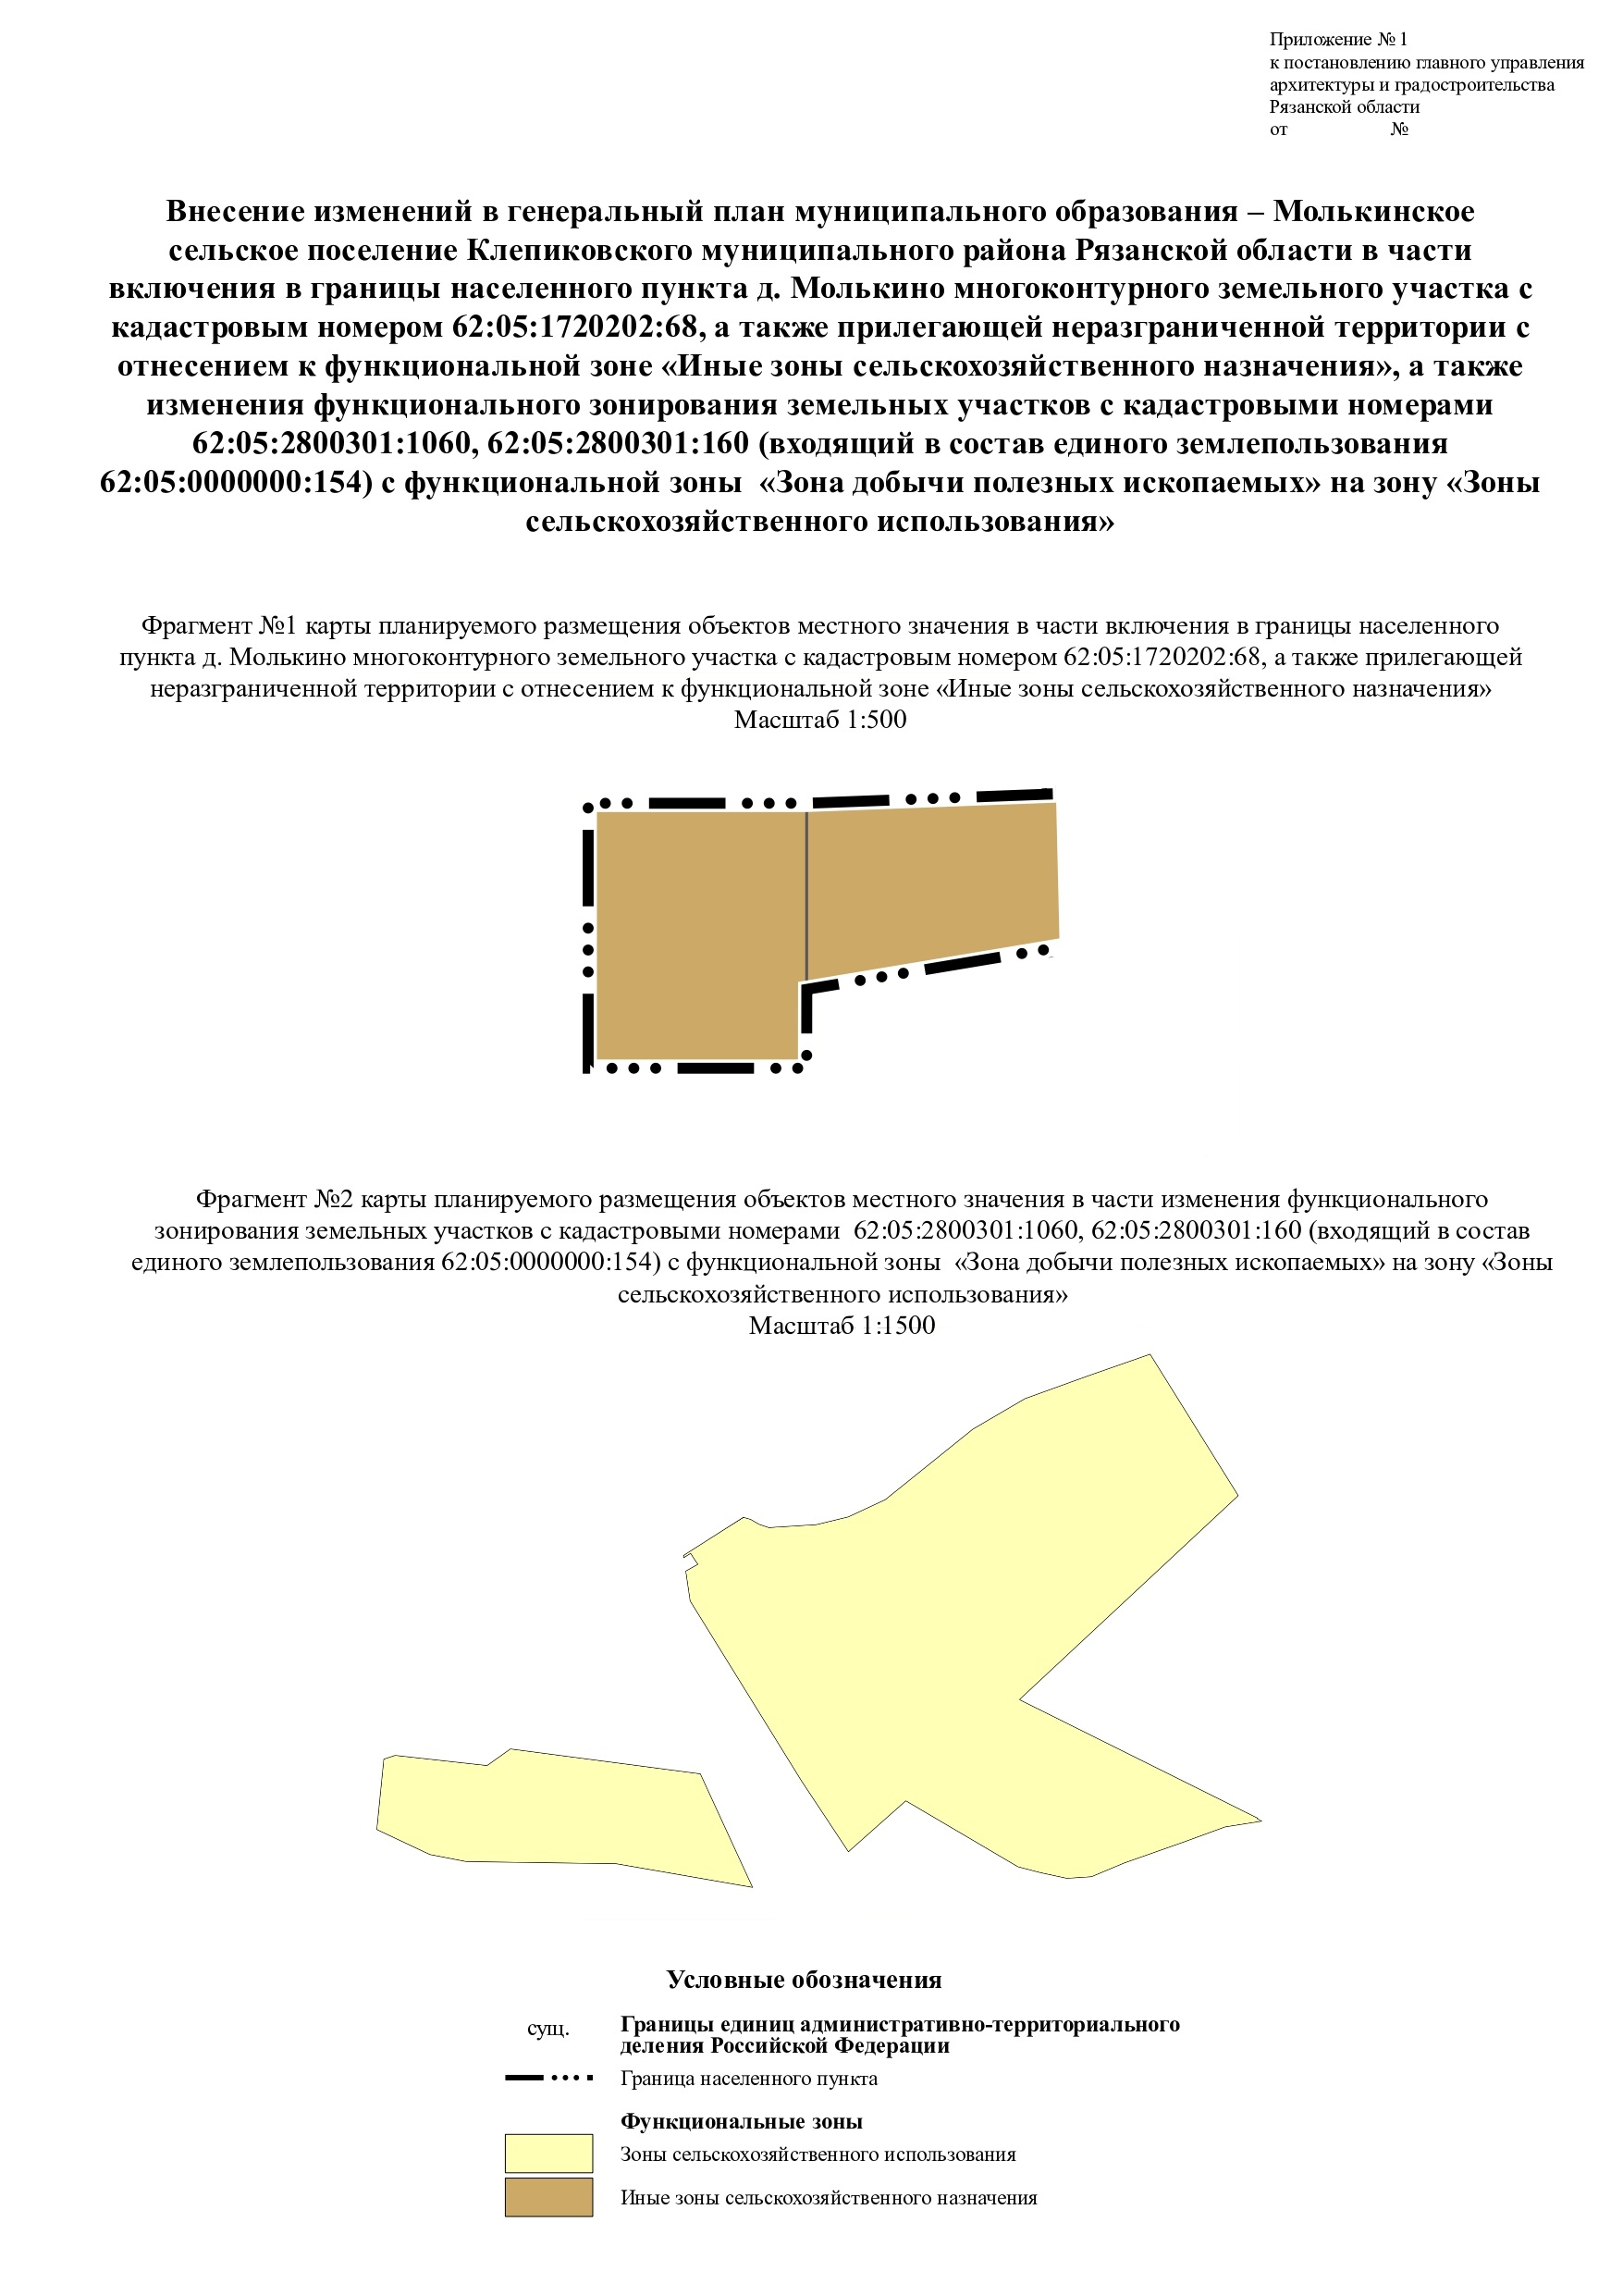 Приложение № 1
к постановлению главного управления
архитектуры и градостроительства
Рязанской области
от №
Внесение изменений в генеральный план муниципального образования – Молькинское
сельское поселение Клепиковского муниципального района Рязанской области в части
включения в границы населенного пункта д. Молькино многоконтурного земельного участка с
кадастровым номером 62:05:1720202:68, а также прилегающей неразграниченной территории с
отнесением к функциональной зоне «Иные зоны сельскохозяйственного назначения», а также
изменения функционального зонирования земельных участков с кадастровыми номерами
62:05:2800301:1060, 62:05:2800301:160 (входящий в состав единого землепользования
62:05:0000000:154) с функциональной зоны «Зона добычи полезных ископаемых» на зону «Зоны
сельскохозяйственного использования»
Фрагмент №1 карты планируемого размещения объектов местного значения в части включения в границы населенного
пункта д. Молькино многоконтурного земельного участка с кадастровым номером 62:05:1720202:68, а также прилегающей
неразграниченной территории с отнесением к функциональной зоне «Иные зоны сельскохозяйственного назначения»
Масштаб 1:500
Фрагмент №2 карты планируемого размещения объектов местного значения в части изменения функционального
зонирования земельных участков с кадастровыми номерами 62:05:2800301:1060, 62:05:2800301:160 (входящий в состав
единого землепользования 62:05:0000000:154) с функциональной зоны «Зона добычи полезных ископаемых» на зону «Зоны
сельскохозяйственного использования»
Масштаб 1:1500
Условные обозначения
сущ.
Границы единиц административно-территориального
деления Российской Федерации
Граница населенного пункта
Функциональные зоны
Зоны сельскохозяйственного использования
Иные зоны сельскохозяйственного назначения